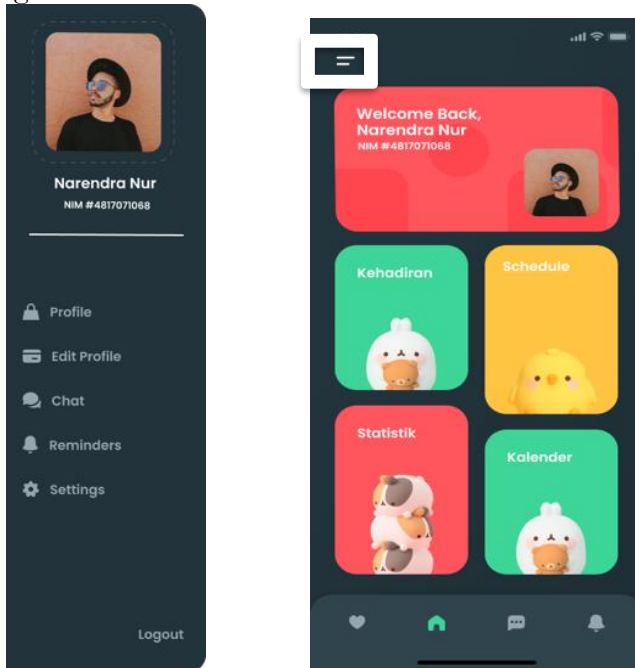 Narendra Nur
NIM #4817071068
Profile
Edit Profile
Chat
Reminders
Settings
Logout
Welcome Back,
Narendra Nur
NIM #4817071068
Kehadiran
Schedule
Statistik
Kalender